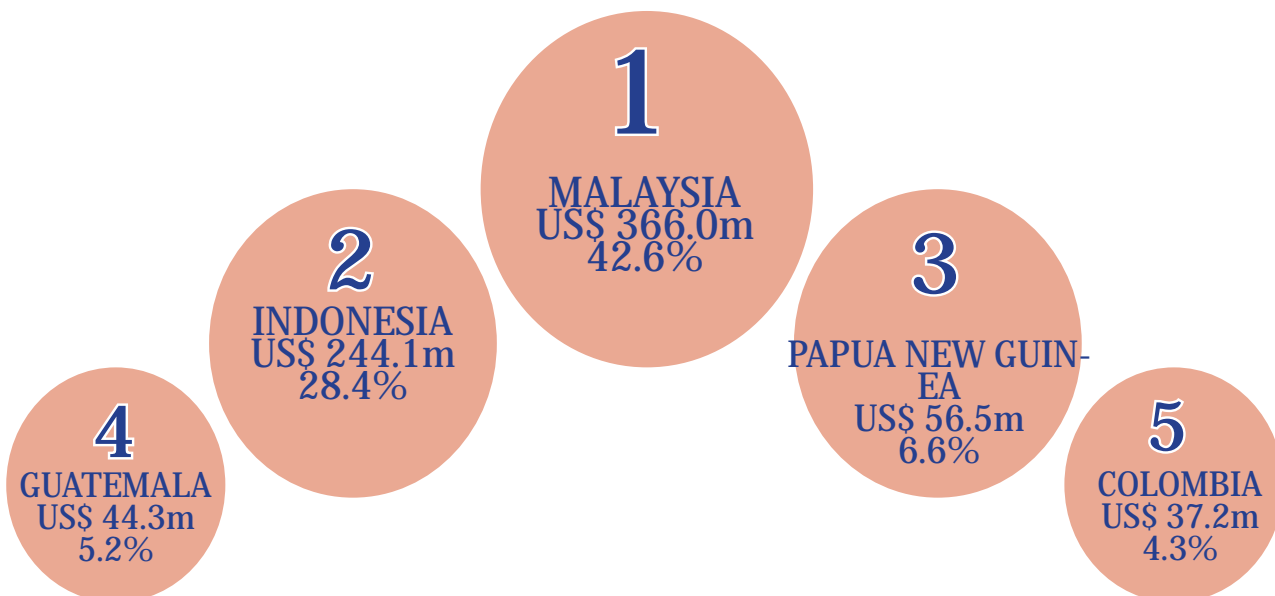 1
MALAYSIA
US$ 366.0m
42.6%
2
INDONESIA
US$ 244.1m
28.4%
3
PAPUA NEW GUIN-
EA
US$ 56.5m
6.6%
4
GUATEMALA
US$ 44.3m
5.2%
5
COLOMBIA
US$ 37.2m
4.3%